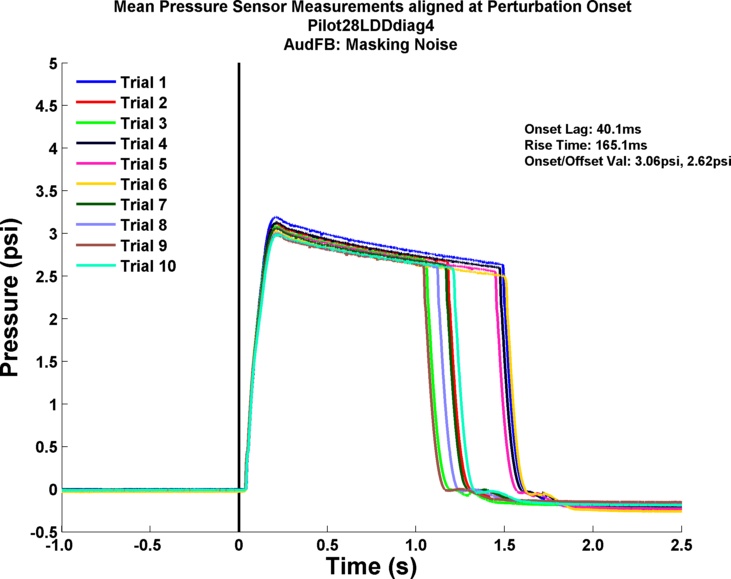 Mean Pressure Sensor Measurements aligned at Perturbation Onset
Pilot28LDDdiag4
AudFB: Masking Noise
5
4.5
4
3.5
3
2.5
2
1.5
1
0.5
0
-0.5
Pressure (psi)
Trial 1
Trial 2
Trial 3
Trial 4
Trial 5
Trial 6
Trial 7
Trial 8
Trial 9
Trial 10
Onset Lag: 40.1ms
Rise Time: 165.1ms
Onset/Offset Val: 3.06psi, 2.62psi
-1.0 -0.5 0 0.5 1.0 1.5 2.0 2.5
Time (s)